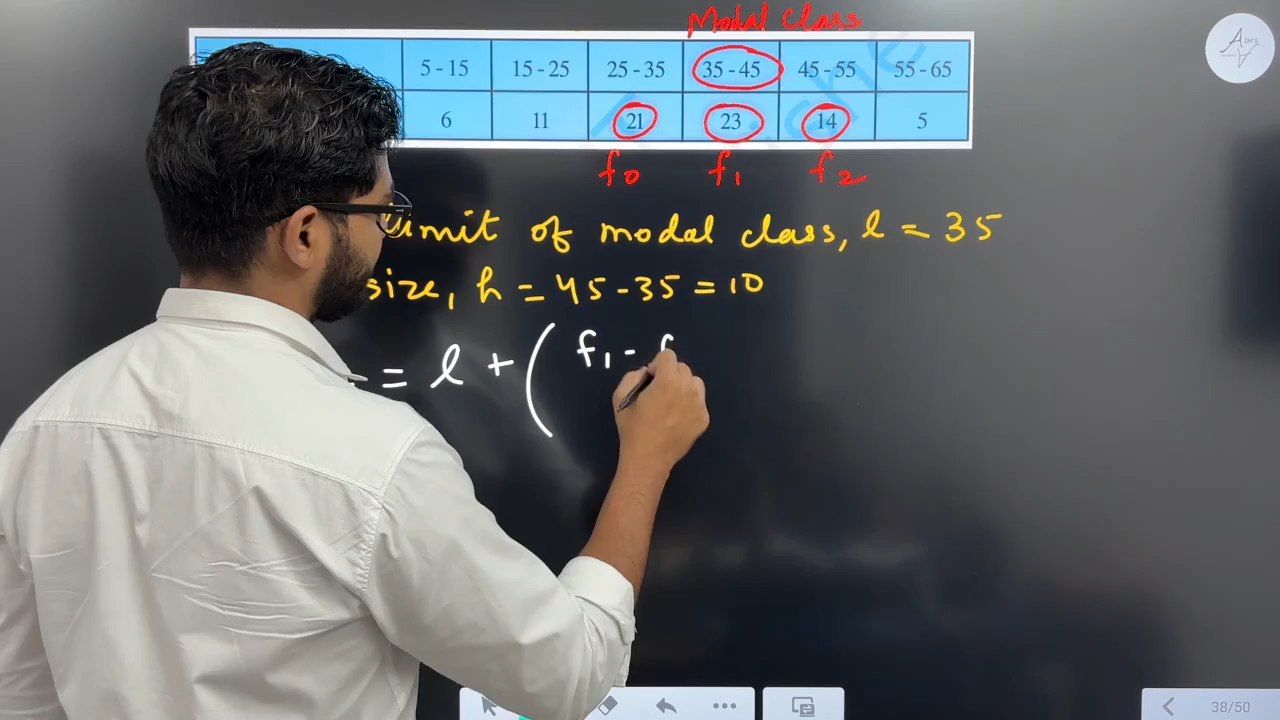 Modal Class
5 - 15 15 - 25 25 - 35 35 - 45 45 - 55 55 - 65
6 11 21 23 14 5
f0 f1 f2
limit of modal class, l = 35
size, h = 45 - 35 = 10
= l + ( f1 - f
38/50